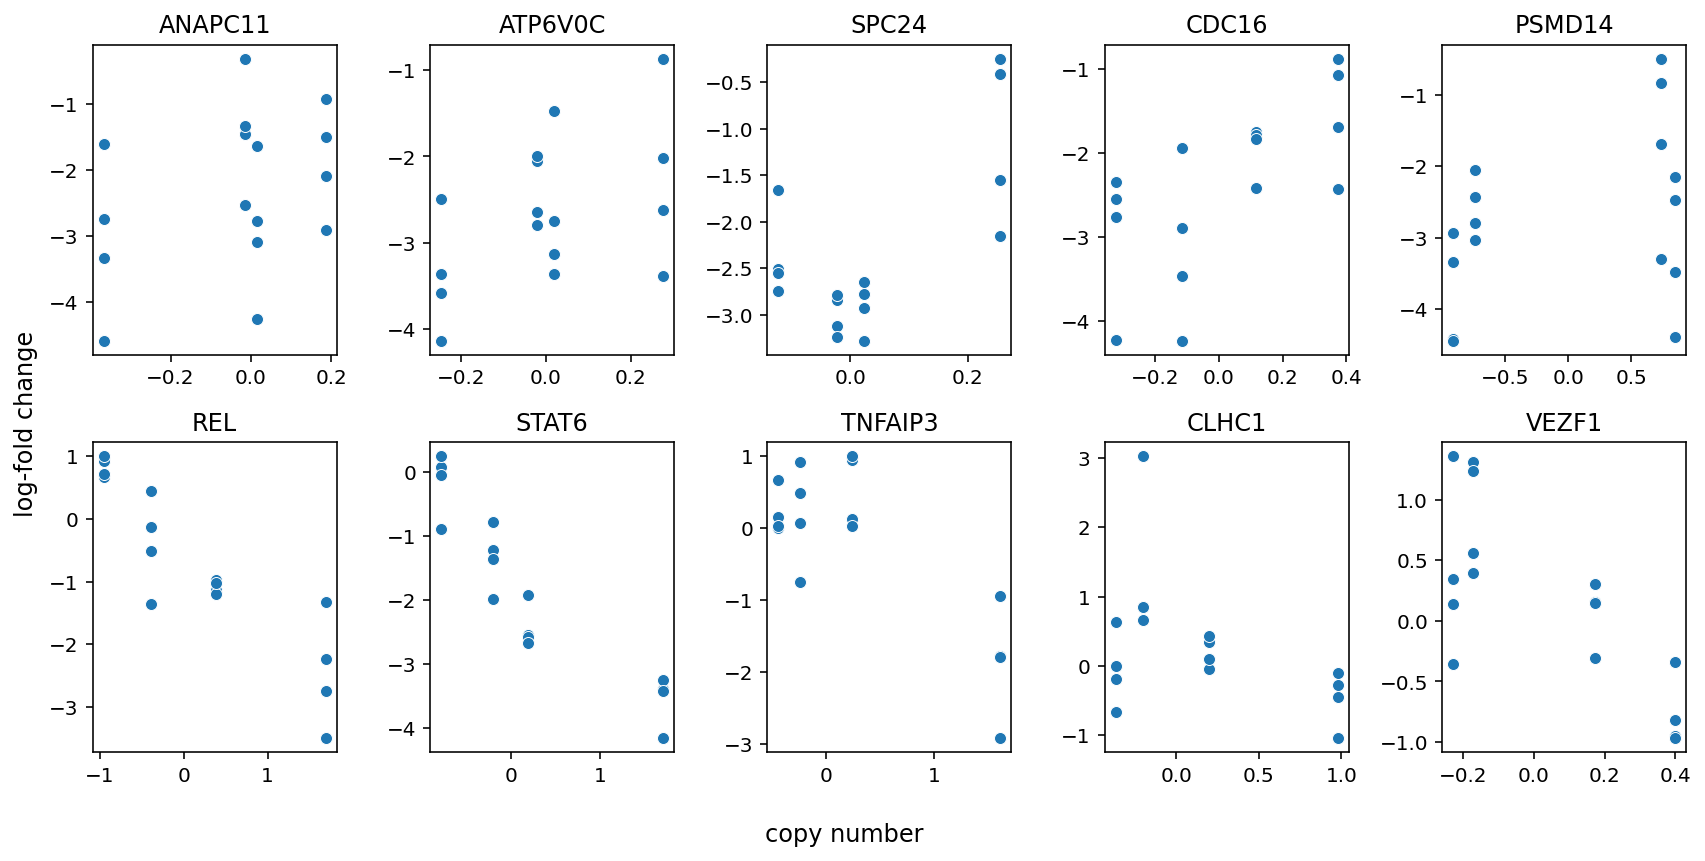 ANAPC11 ATP6V0C SPC24 CDC16 PSMD14
−1 −2 −3 −4
−1 −2 −3 −4
−0.5 −1.0 −1.5 −2.0 −2.5 −3.0
−1 −2 −3 −4
−1 −2 −3 −4
−0.2 0.0 0.2
−0.2 0.0 0.2
0.0 0.2
−0.2 0.0 0.2 0.4
−0.5 0.0 0.5
log-fold change
REL STAT6 TNFAIP3 CLHC1 VEZF1
1 0 −1 −2 −3
0 −1 −2 −3 −4
1 0 −1 −2 −3
3 2 1 0 −1
1.0 0.5 0.0 −0.5 −1.0
−1 0 1
0 1
0 1
0.0 0.5 1.0
−0.2 0.0 0.2 0.4
copy number